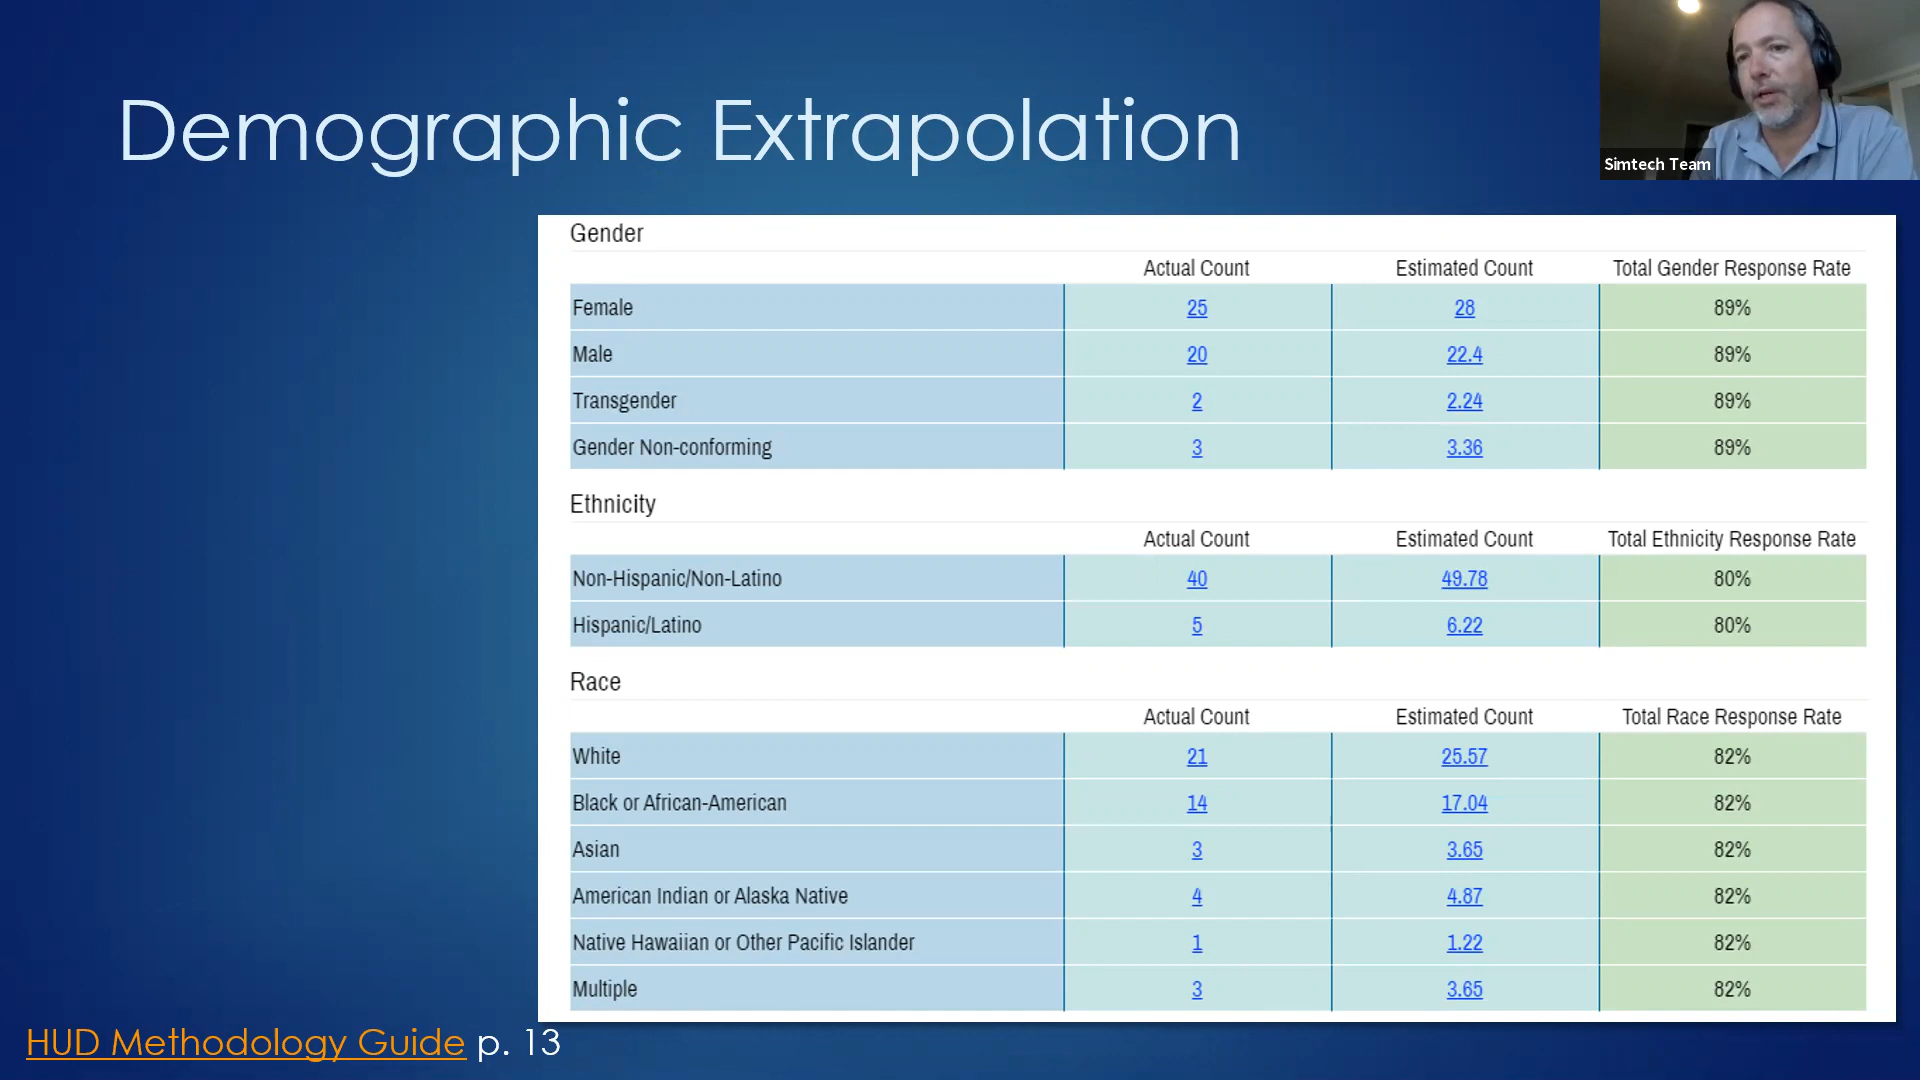 Demographic Extrapolation
Simtech Team
Gender
Actual Count Estimated Count Total Gender Response Rate
Female 25 28 89%
Male 20 22.4 89%
Transgender 2 2.24 89%
Gender Non-conforming 3 3.36 89%
Ethnicity
Actual Count Estimated Count Total Ethnicity Response Rate
Non-Hispanic/Non-Latino 40 49.78 80%
Hispanic/Latino 5 6.22 80%
Race
Actual Count Estimated Count Total Race Response Rate
White 21 25.57 82%
Black or African-American 14 17.04 82%
Asian 3 3.65 82%
American Indian or Alaska Native 4 4.87 82%
Native Hawaiian or Other Pacific Islander 1 1.22 82%
Multiple 3 3.65 82%
HUD Methodology Guide p. 13